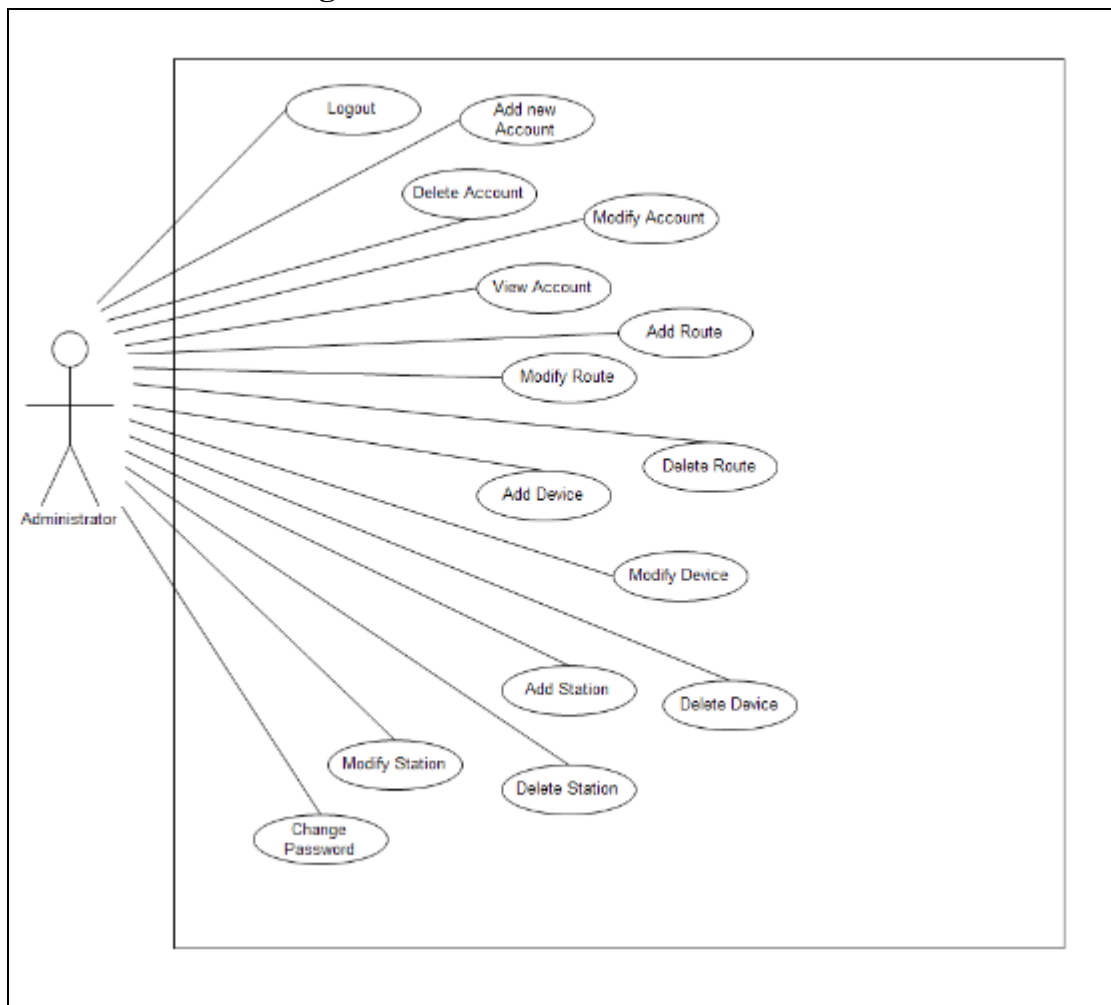 Logout
Add new
Account
Delete Account
Modify Account
View Account
Add Route
Modify Route
Delete Route
Add Device
Administrator
Modify Device
Add Station
Delete Device
Modify Station
Delete Station
Change
Password